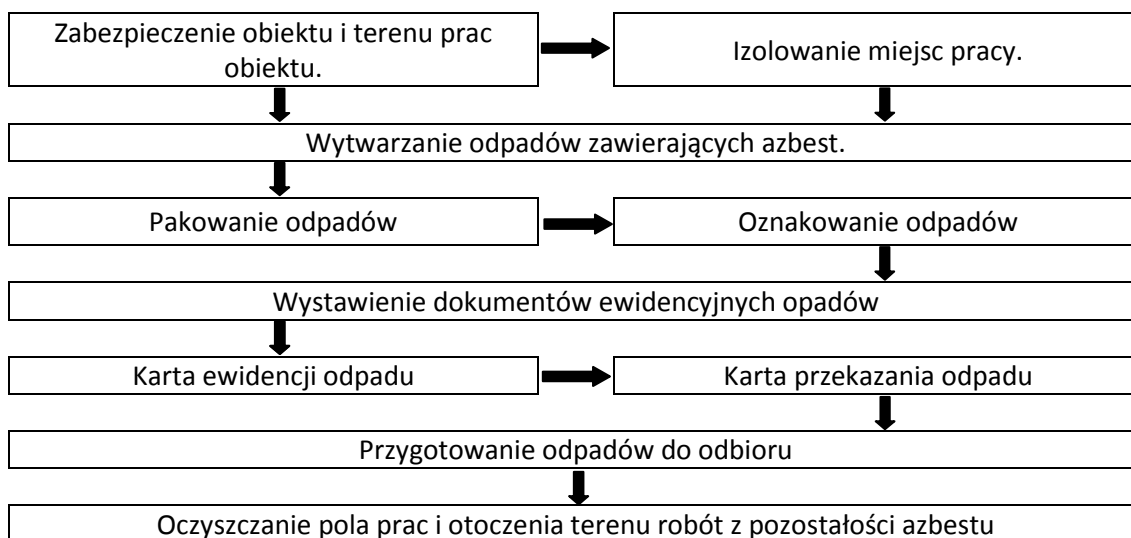 Zabezpieczenie obiektu i terenu prac
obiektu.
Izolowanie miejsc pracy.
Wytwarzanie odpadów zawierających azbest.
Pakowanie odpadów
Oznakowanie odpadów
Wystawienie dokumentów ewidencyjnych opadów
Karta ewidencji odpadu
Karta przekazania odpadu
Przygotowanie odpadów do odbioru
Oczyszczanie pola prac i otoczenia terenu robót z pozostałości azbestu